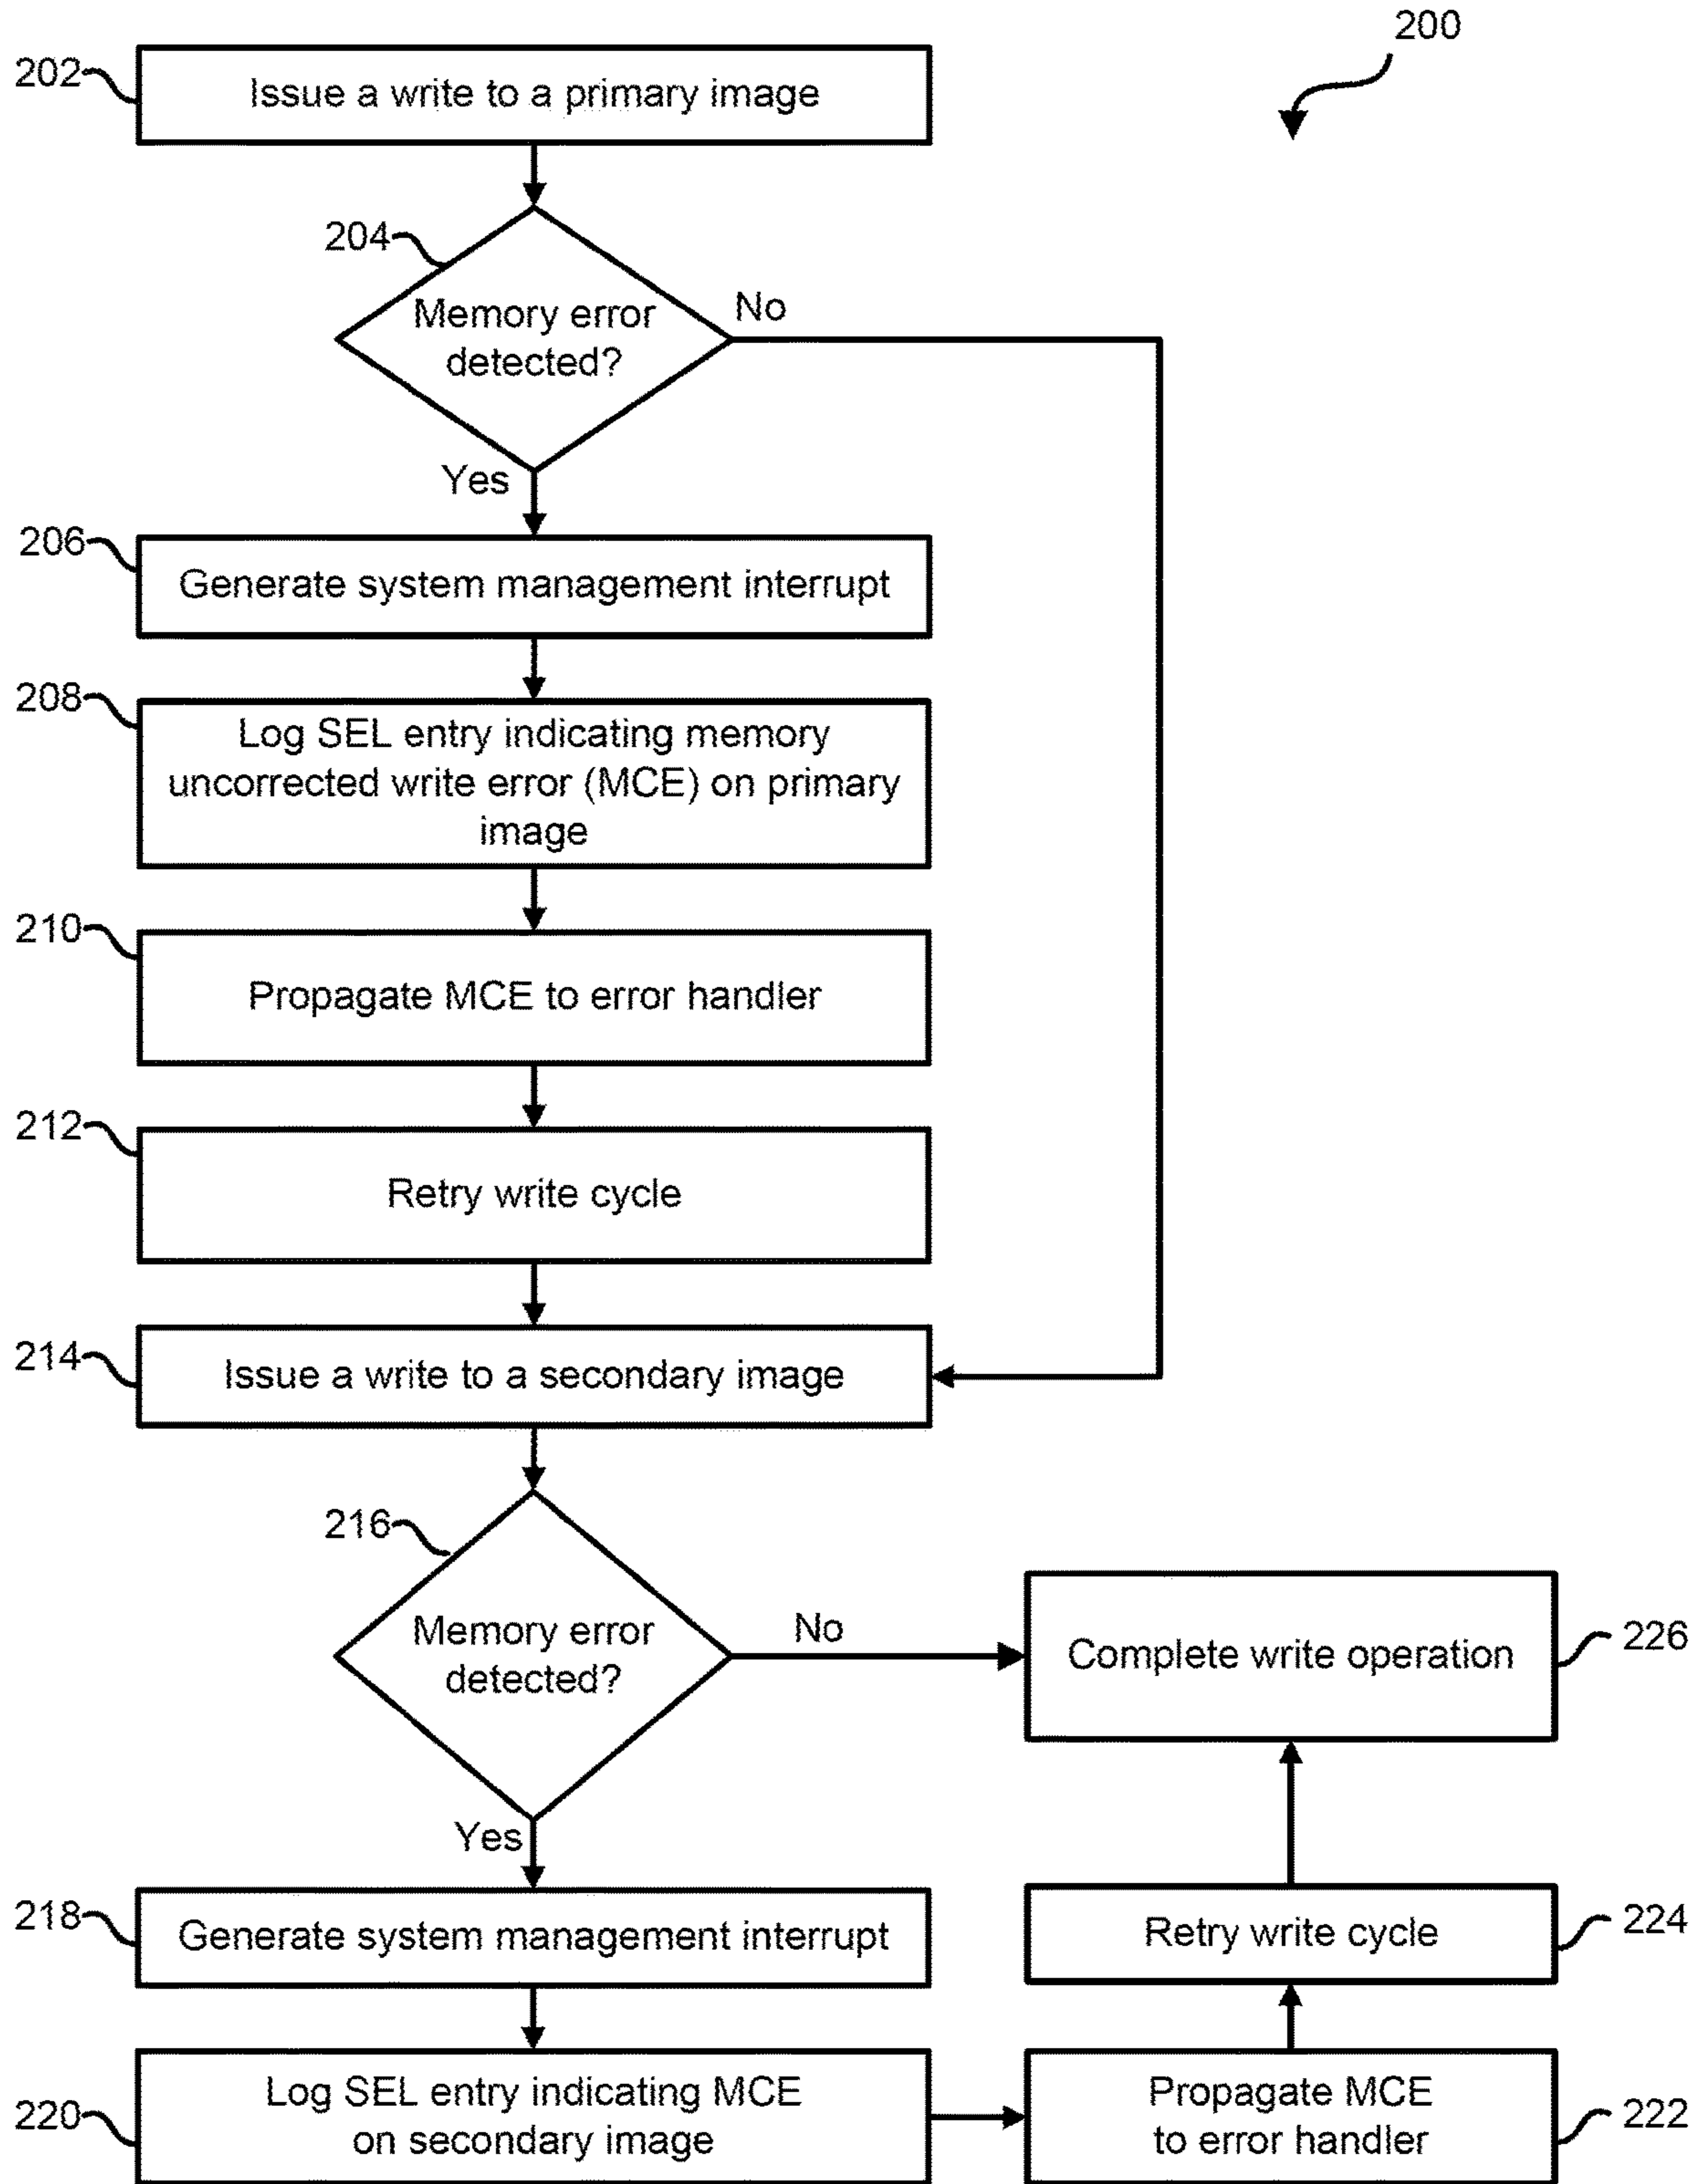 200
202
Issue a write to a primary image
204
Memory error
detected?
No
Yes
206
Generate system management interrupt
208
Log SEL entry indicating memory
uncorrected write error (MCE) on primary
image
210
Propagate MCE to error handler
212
Retry write cycle
214
Issue a write to a secondary image
216
Memory error
detected?
No
Complete write operation
226
Yes
218
Generate system management interrupt
Retry write cycle
224
220
Log SEL entry indicating MCE
on secondary image
Propagate MCE
to error handler
222